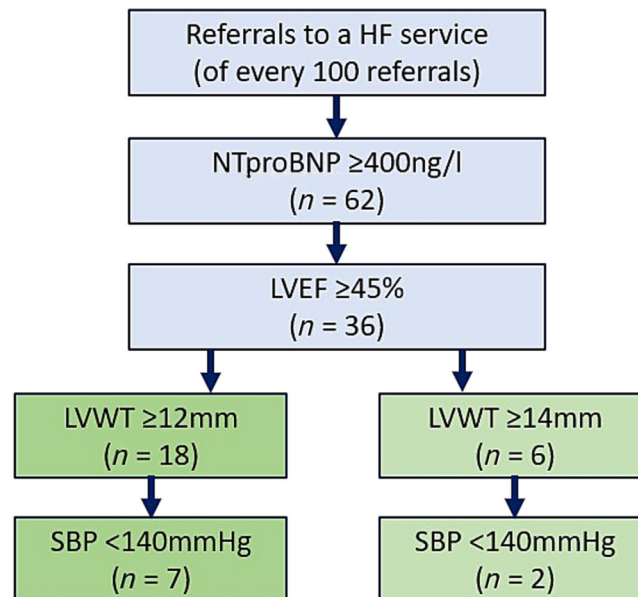 Referrals to a HF service
(of every 100 referrals)
NTproBNP ≥400ng/l
(n = 62)
LVEF ≥45%
(n = 36)
LVWT ≥12mm
(n = 18)
LVWT ≥14mm
(n = 6)
SBP <140mmHg
(n = 7)
SBP <140mmHg
(n = 2)